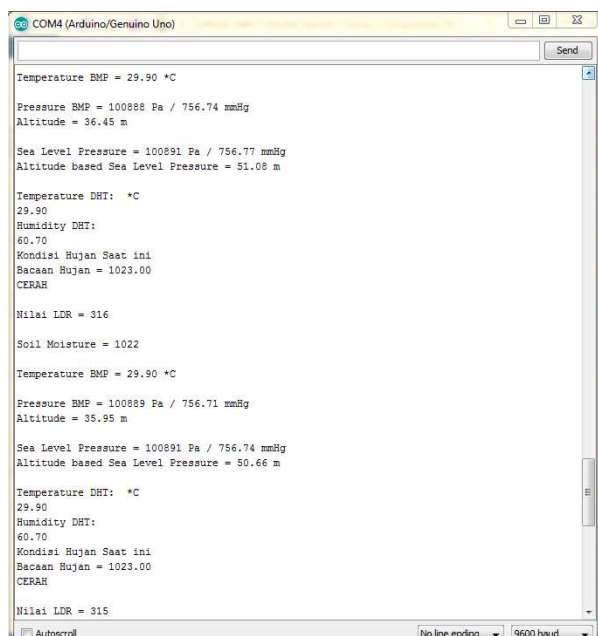 COM4 (Arduino/Genuino Uno)
Send
Temperature BMP = 29.90 *C
Pressure BMP = 100888 Pa / 756.74 mmHg
Altitude = 36.45 m
Sea Level Pressure = 100891 Pa / 756.77 mmHg
Altitude based Sea Level Pressure = 51.08 m
Temperature DHT:  *C
29.90
Humidity DHT:
60.70
Kondisi Hujan Saat ini
Bacaan Hujan = 1023.00
CERAH
Nilai LDR = 316
Soil Moisture = 1022
Temperature BMP = 29.90 *C
Pressure BMP = 100889 Pa / 756.71 mmHg
Altitude = 35.95 m
Sea Level Pressure = 100891 Pa / 756.74 mmHg
Altitude based Sea Level Pressure = 50.66 m
Temperature DHT:  *C
29.90
Humidity DHT:
60.70
Kondisi Hujan Saat ini
Bacaan Hujan = 1023.00
CERAH
Nilai LDR = 315
Autoscroll No line ending 9600 baud